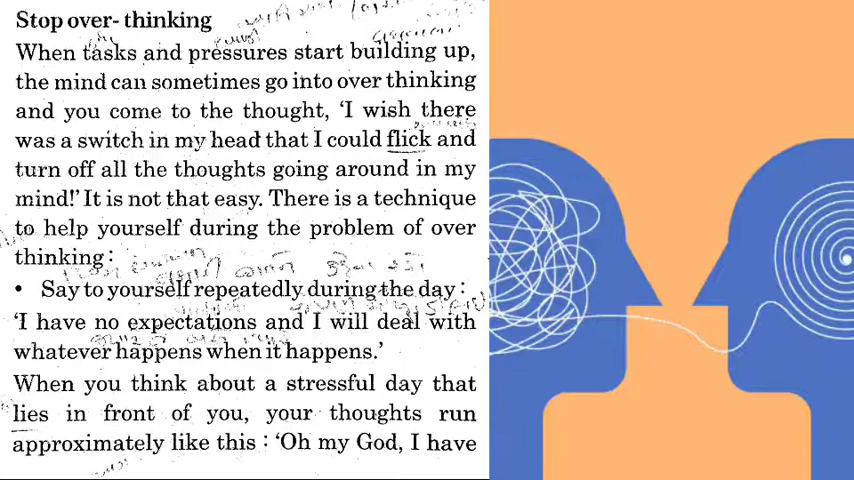 Stop over- thinking
When tasks and pressures start building up,
the mind can sometimes go into over thinking
and you come to the thought, ‘I wish there
was a switch in my head that I could flick and
turn off all the thoughts going around in my
mind!’ It is not that easy. There is a technique
to help yourself during the problem of over
thinking :
• Say to yourself repeatedly during the day :
‘I have no expectations and I will deal with
whatever happens when it happens.’
When you think about a stressful day that
lies in front of you, your thoughts run
approximately like this : ‘Oh my God, I have